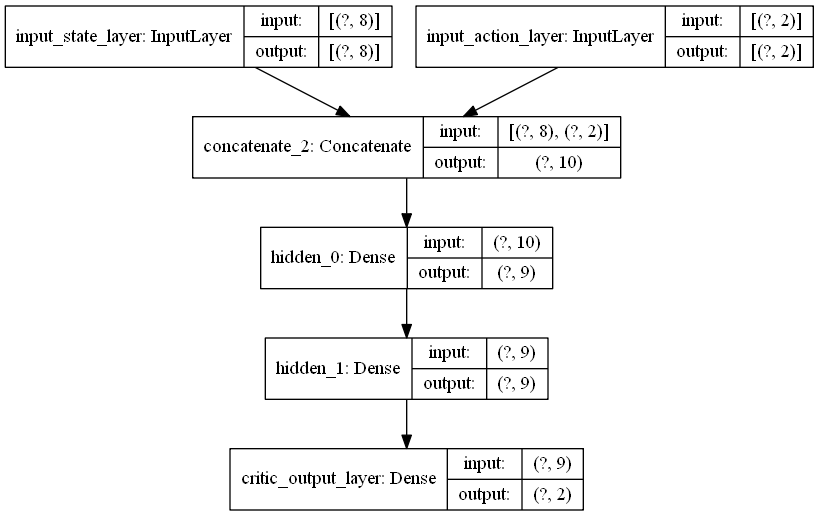 input_state_layer: InputLayer
input: [(?, 8)]
output: [(?, 8)]
input_action_layer: InputLayer
input: [(?, 2)]
output: [(?, 2)]
concatenate_2: Concatenate
input: [(?, 8), (?, 2)]
output: (?, 10)
hidden_0: Dense
input: (?, 10)
output: (?, 9)
hidden_1: Dense
input: (?, 9)
output: (?, 9)
critic_output_layer: Dense
input: (?, 9)
output: (?, 2)